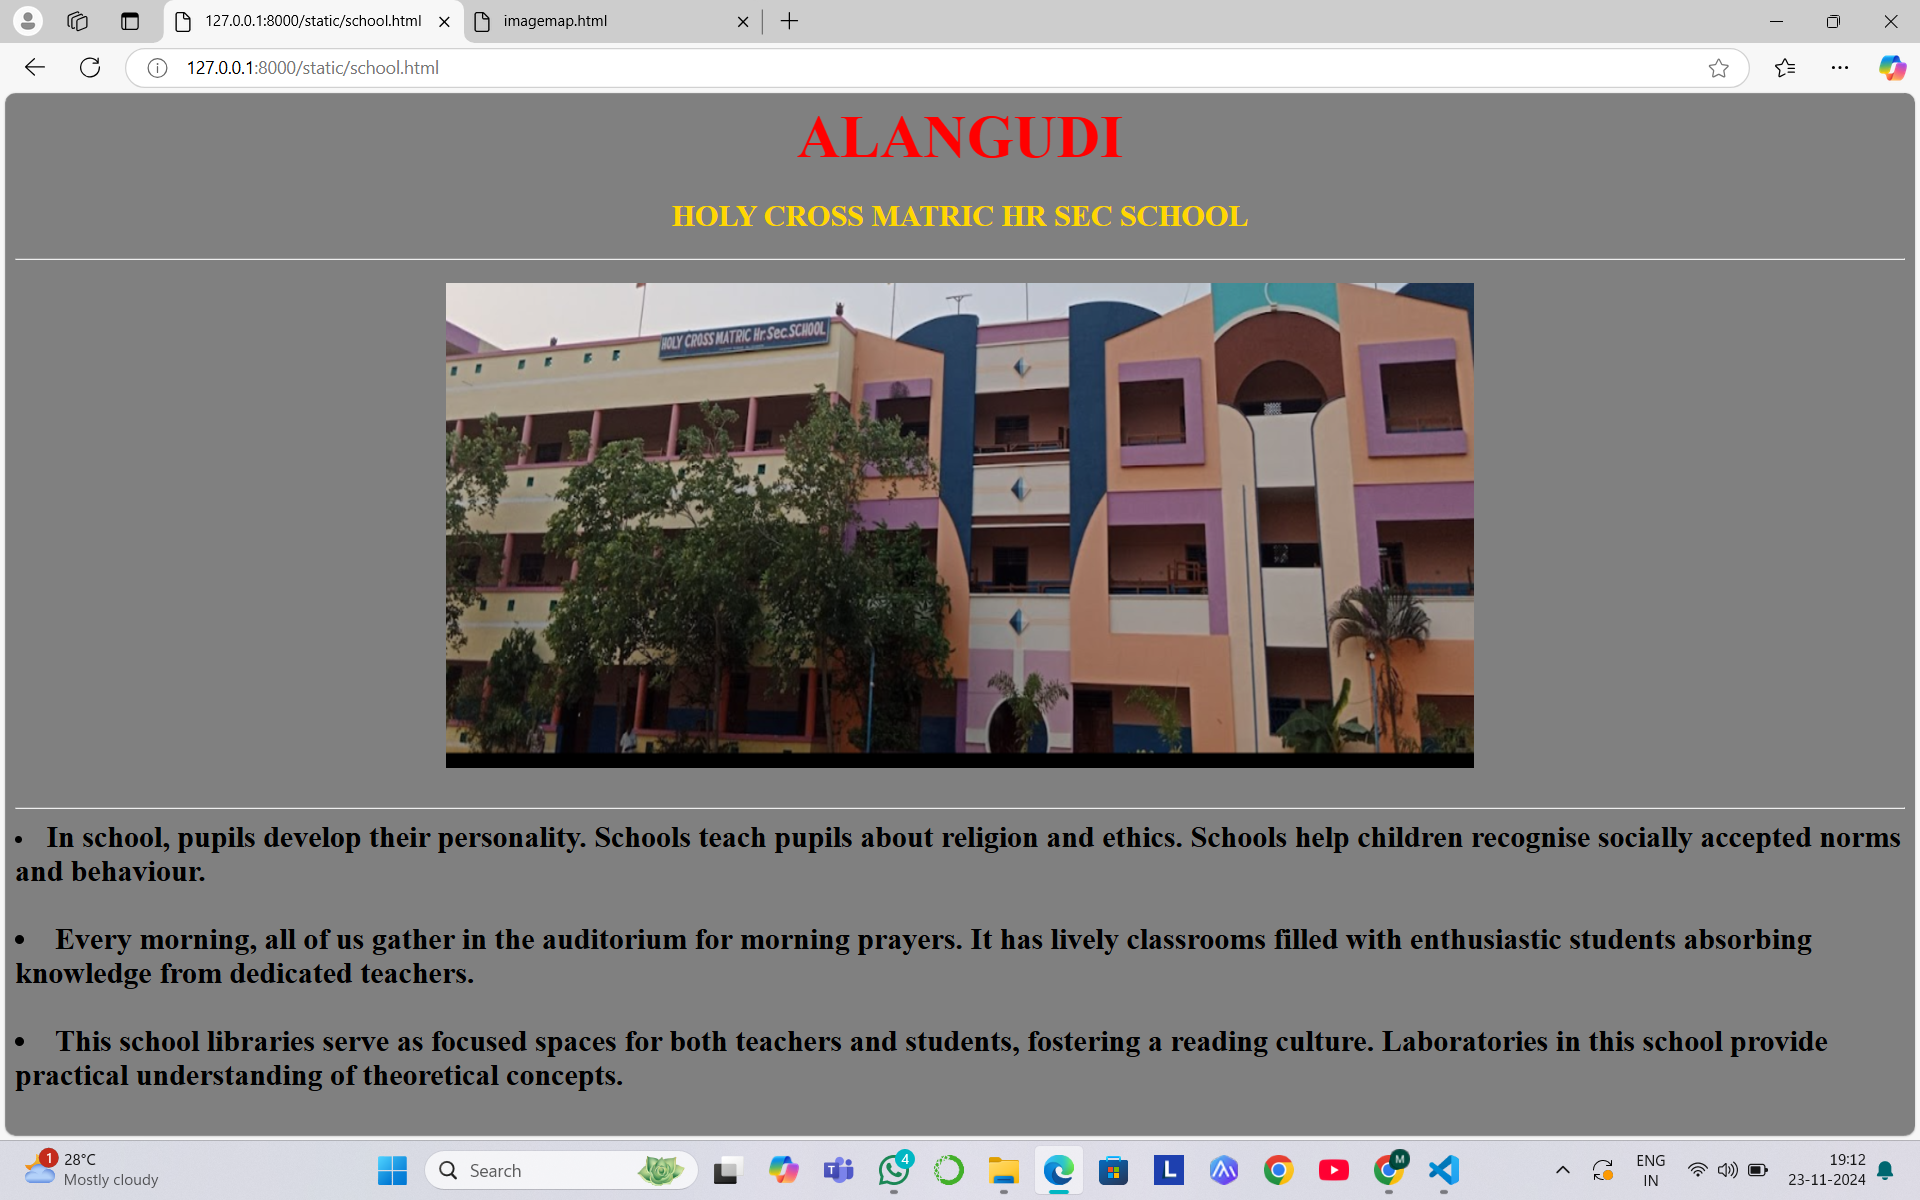 127.0.0.1:8000/static/school.html
imagemap.html
127.0.0.1:8000/static/school.html
ALANGUDI
HOLY CROSS MATRIC HR SEC SCHOOL
HOLY CROSS MATRIC Hr.Sec.SCHOOL
• In school, pupils develop their personality. Schools teach pupils about religion and ethics. Schools help children recognise socially accepted norms
and behaviour.
• Every morning, all of us gather in the auditorium for morning prayers. It has lively classrooms filled with enthusiastic students absorbing
knowledge from dedicated teachers.
• This school libraries serve as focused spaces for both teachers and students, fostering a reading culture. Laboratories in this school provide
practical understanding of theoretical concepts.
1
28°C
Mostly cloudy
Search
4
L
M
ENG
IN
19:12
23-11-2024